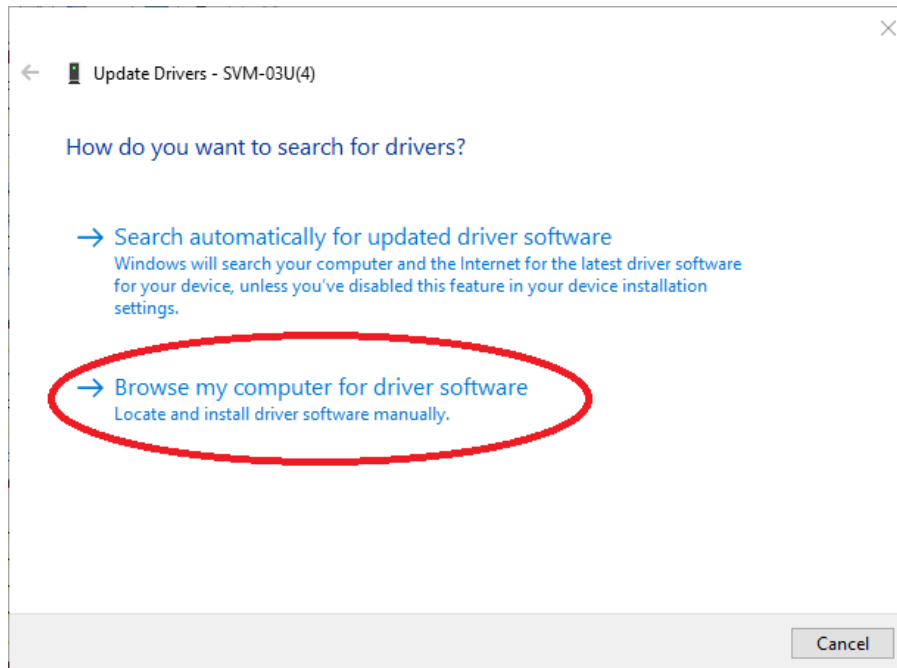 Update Drivers - SVM-03U(4)
How do you want to search for drivers?
Search automatically for updated driver software
Windows will search your computer and the Internet for the latest driver software
for your device, unless you've disabled this feature in your device installation
settings.
Browse my computer for driver software
Locate and install driver software manually.
Cancel